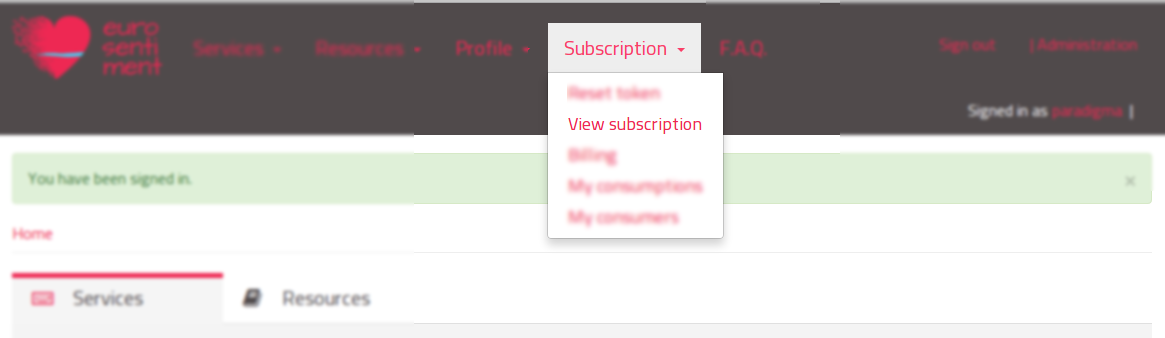 euro
senti
ment
Services
Resources
Profile
Subscription
F.A.Q.
Sign out
| Administration
Signed in as paradigma |
Reset token
View subscription
Billing
My consumptions
My consumers
You have been signed in.
×
Home
Services
Resources